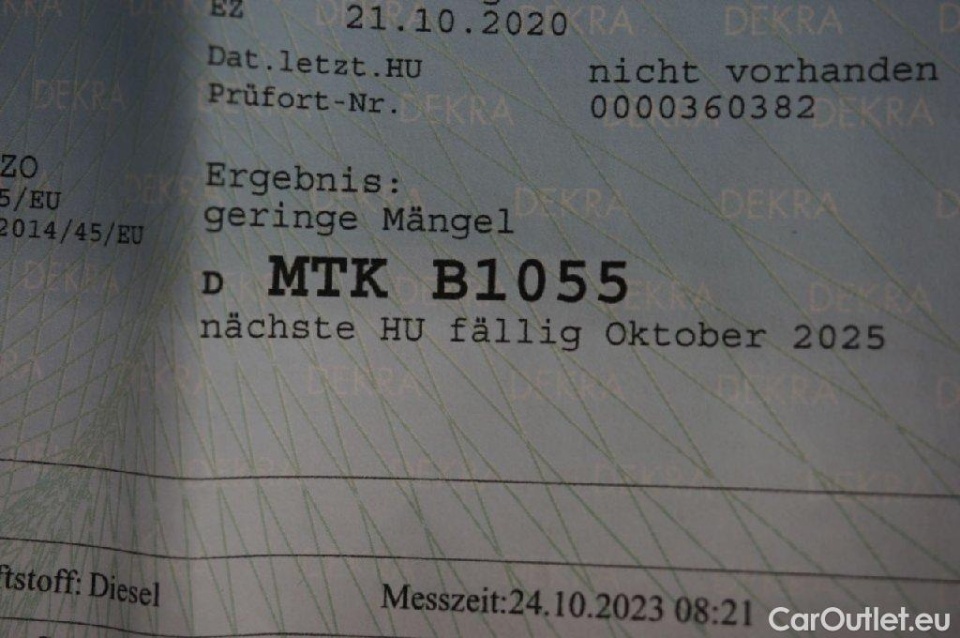 EZ 21.10.2020
Dat.letzt.HU nicht vorhanden
Prüfort-Nr. 0000360382
ZO
5/EU
2014/45/EU
Ergebnis:
geringe Mängel
D MTK B1055
nächste HU fällig Oktober 2025
ftstoff: Diesel
Messzeit:24.10.2023 08:21
DEKRA
CarOutlet.eu